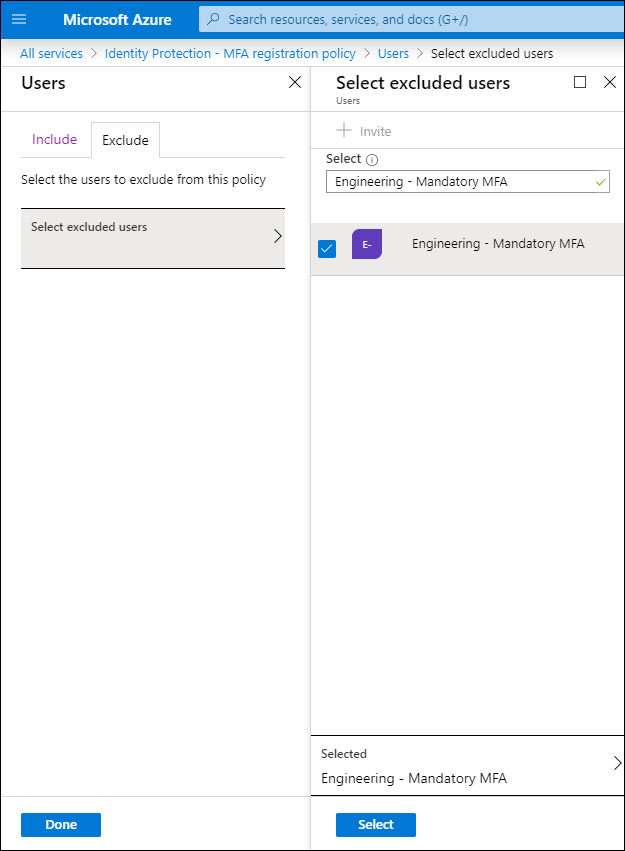 Microsoft Azure
Search resources, services, and docs (G+/)
All services > Identity Protection - MFA registration policy > Users > Select excluded users
Users
Include
Exclude
Select the users to exclude from this policy
Select excluded users
Done
Select excluded users
Users
Invite
Select
Engineering - Mandatory MFA
E-
Engineering - Mandatory MFA
Selected
Engineering - Mandatory MFA
Select